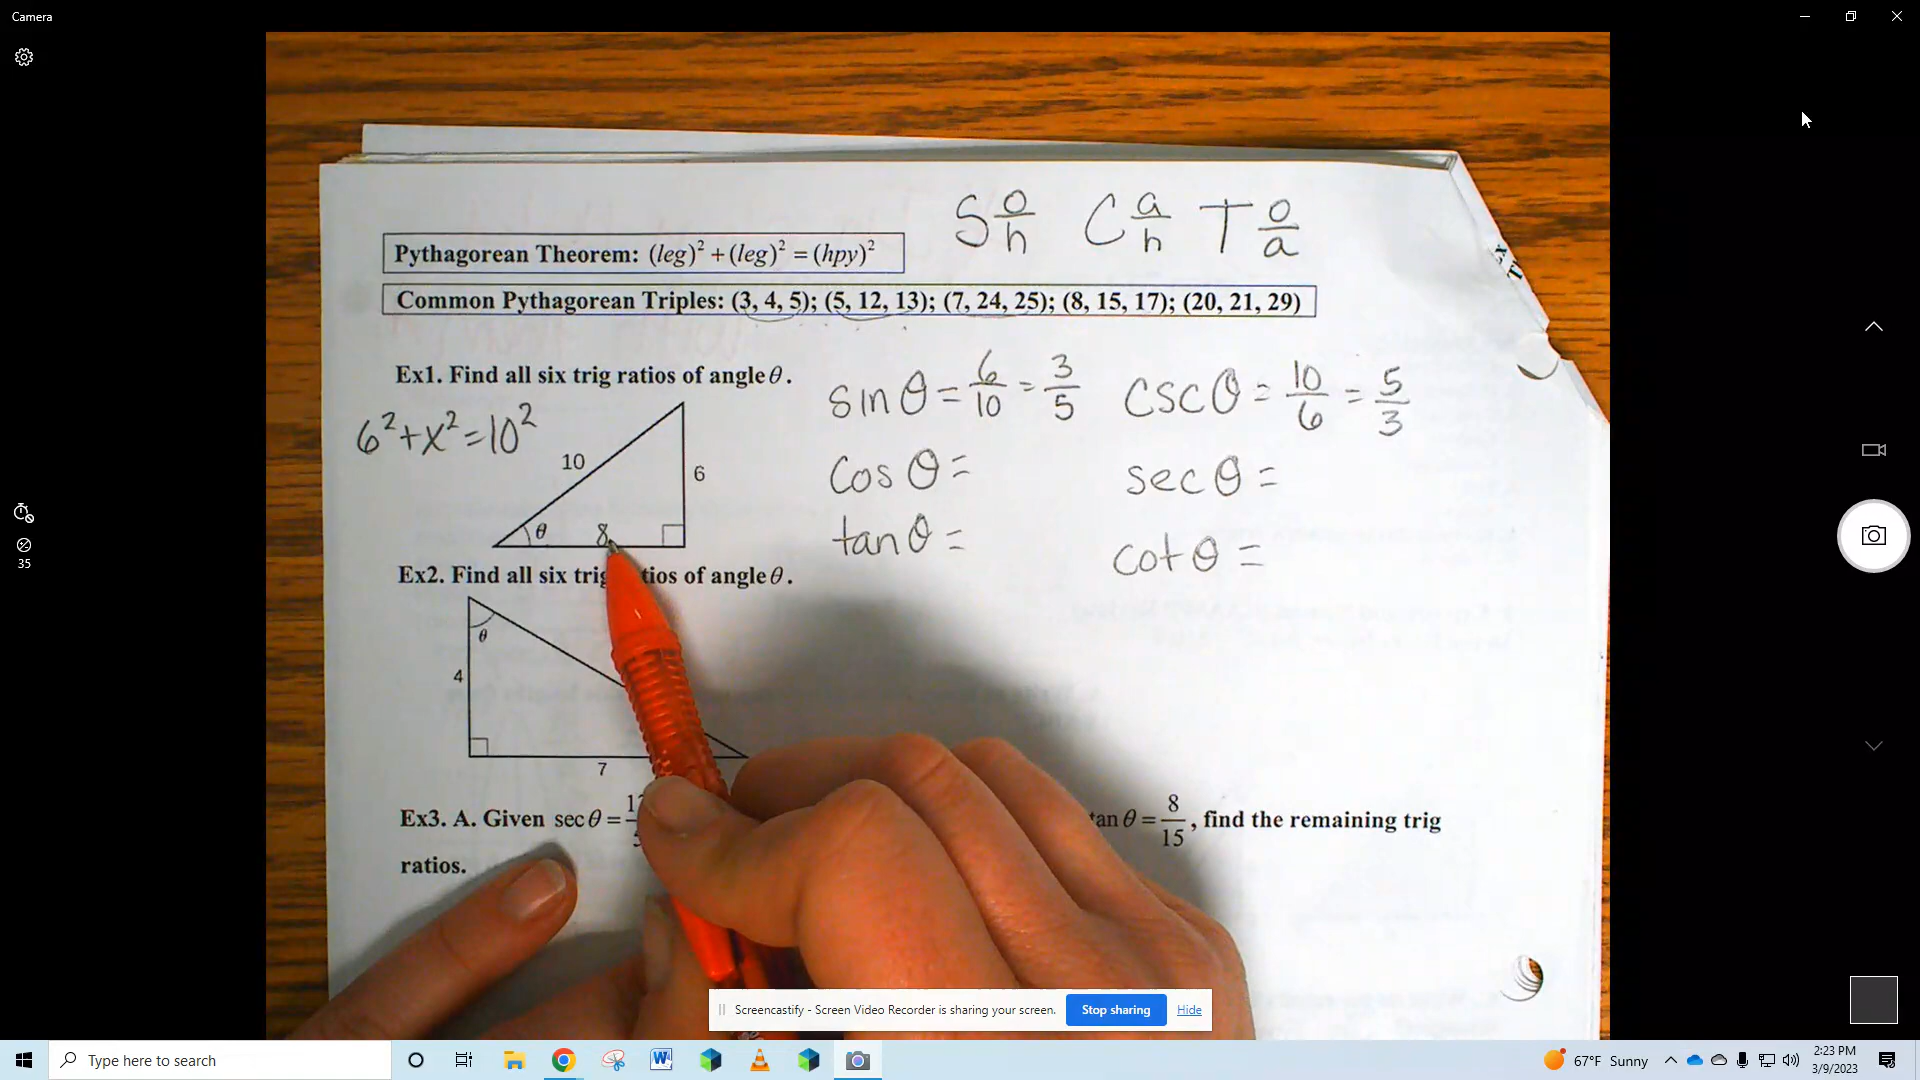 Camera
S o/h C a/h T o/a
Pythagorean Theorem: (leg)² + (leg)² = (hpy)²
Common Pythagorean Triples: (3, 4, 5); (5, 12, 13); (7, 24, 25); (8, 15, 17); (20, 21, 29)
Ex1. Find all six trig ratios of angle θ.
sin θ = 6/10 = 3/5 csc θ = 10/6 = 5/3
6² + x² = 10²
10
6
cos θ = sec θ =
θ 8
tan θ = cot θ =
Ex2. Find all six trig ratios of angle θ.
θ
4
7
35
Ex3. A. Given sec θ = tan θ = 8/15, find the remaining trig
ratios.
Screencastify - Screen Video Recorder is sharing your screen. Stop sharing Hide
Type here to search
67°F Sunny
2:23 PM
3/9/2023